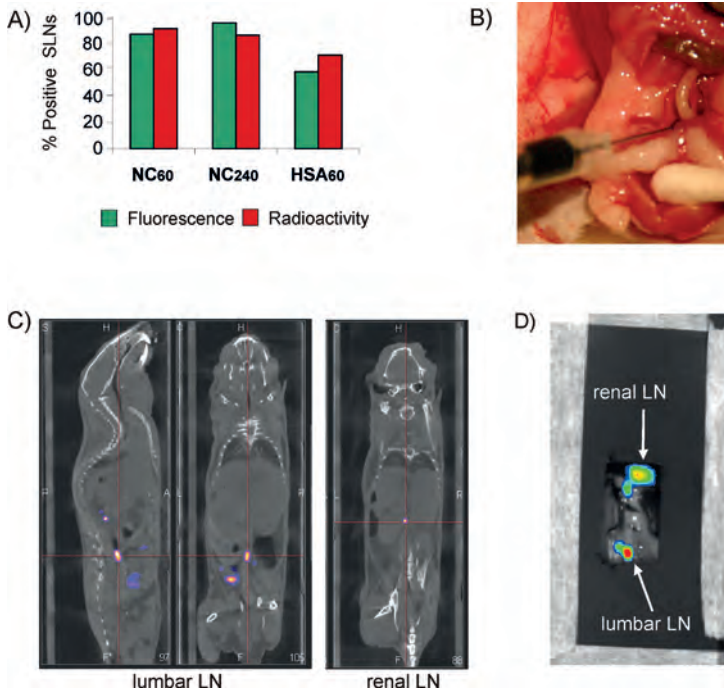 A)
% Positive SLNs
100
80
60
40
20
0
NC60 NC240 HSA60
Fluorescence Radioactivity
B)
C)
H
H
H
A
R
R
F
97
F
105
F
lumbar LN
renal LN
D)
renal LN
lumbar LN